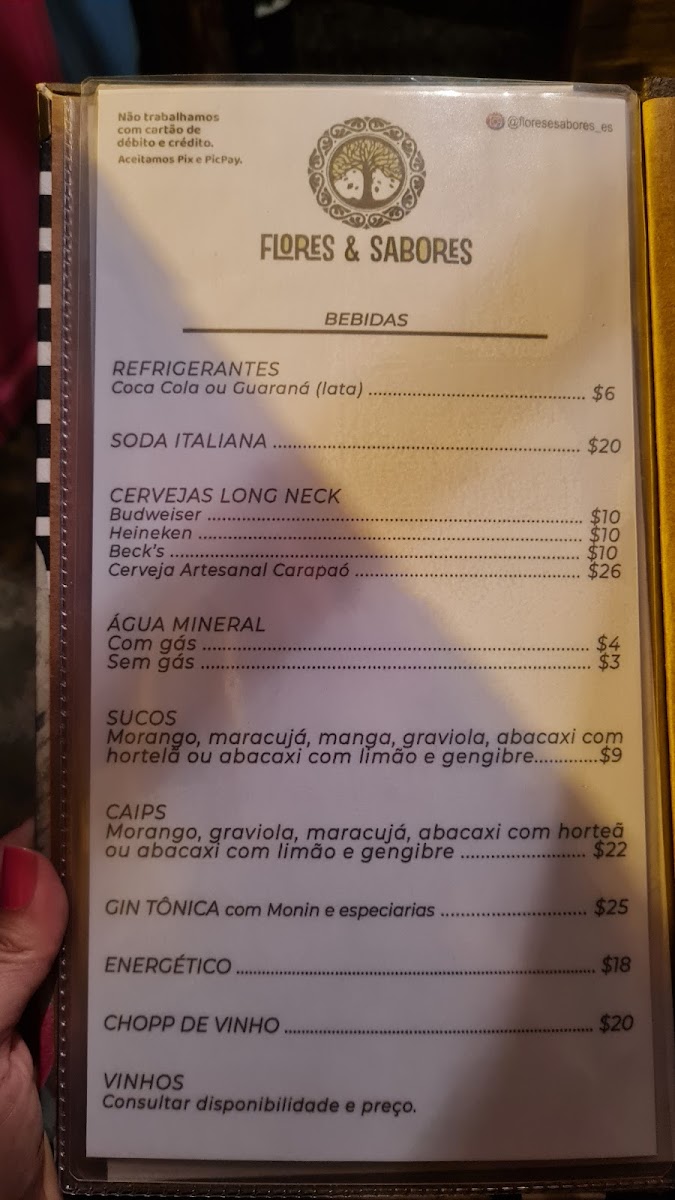 Não trabalhamos
com cartão de
débito e crédito.
Aceitamos Pix e PicPay.
@floresesabores_es
FLORES & SABORES
BEBIDAS
REFRIGERANTES
Coca Cola ou Guaraná (lata) ........................................ $6
SODA ITALIANA ........................................ $20
CERVEJAS LONG NECK
Budweiser ........................................ $10
Heineken ........................................ $10
Beck's ........................................ $10
Cerveja Artesanal Carapaó ........................................ $26
ÁGUA MINERAL
Com gás ........................................ $4
Sem gás ........................................ $3
SUCOS
Morango, maracujá, manga, graviola, abacaxi com
hortelã ou abacaxi com limão e gengibre.............$9
CAIPS
Morango, graviola, maracujá, abacaxi com horteã
ou abacaxi com limão e gengibre ........................ $22
GIN TÔNICA com Monin e especiarias ........................... $25
ENERGÉTICO ........................................ $18
CHOPP DE VINHO ........................................ $20
VINHOS
Consultar disponibilidade e preço.